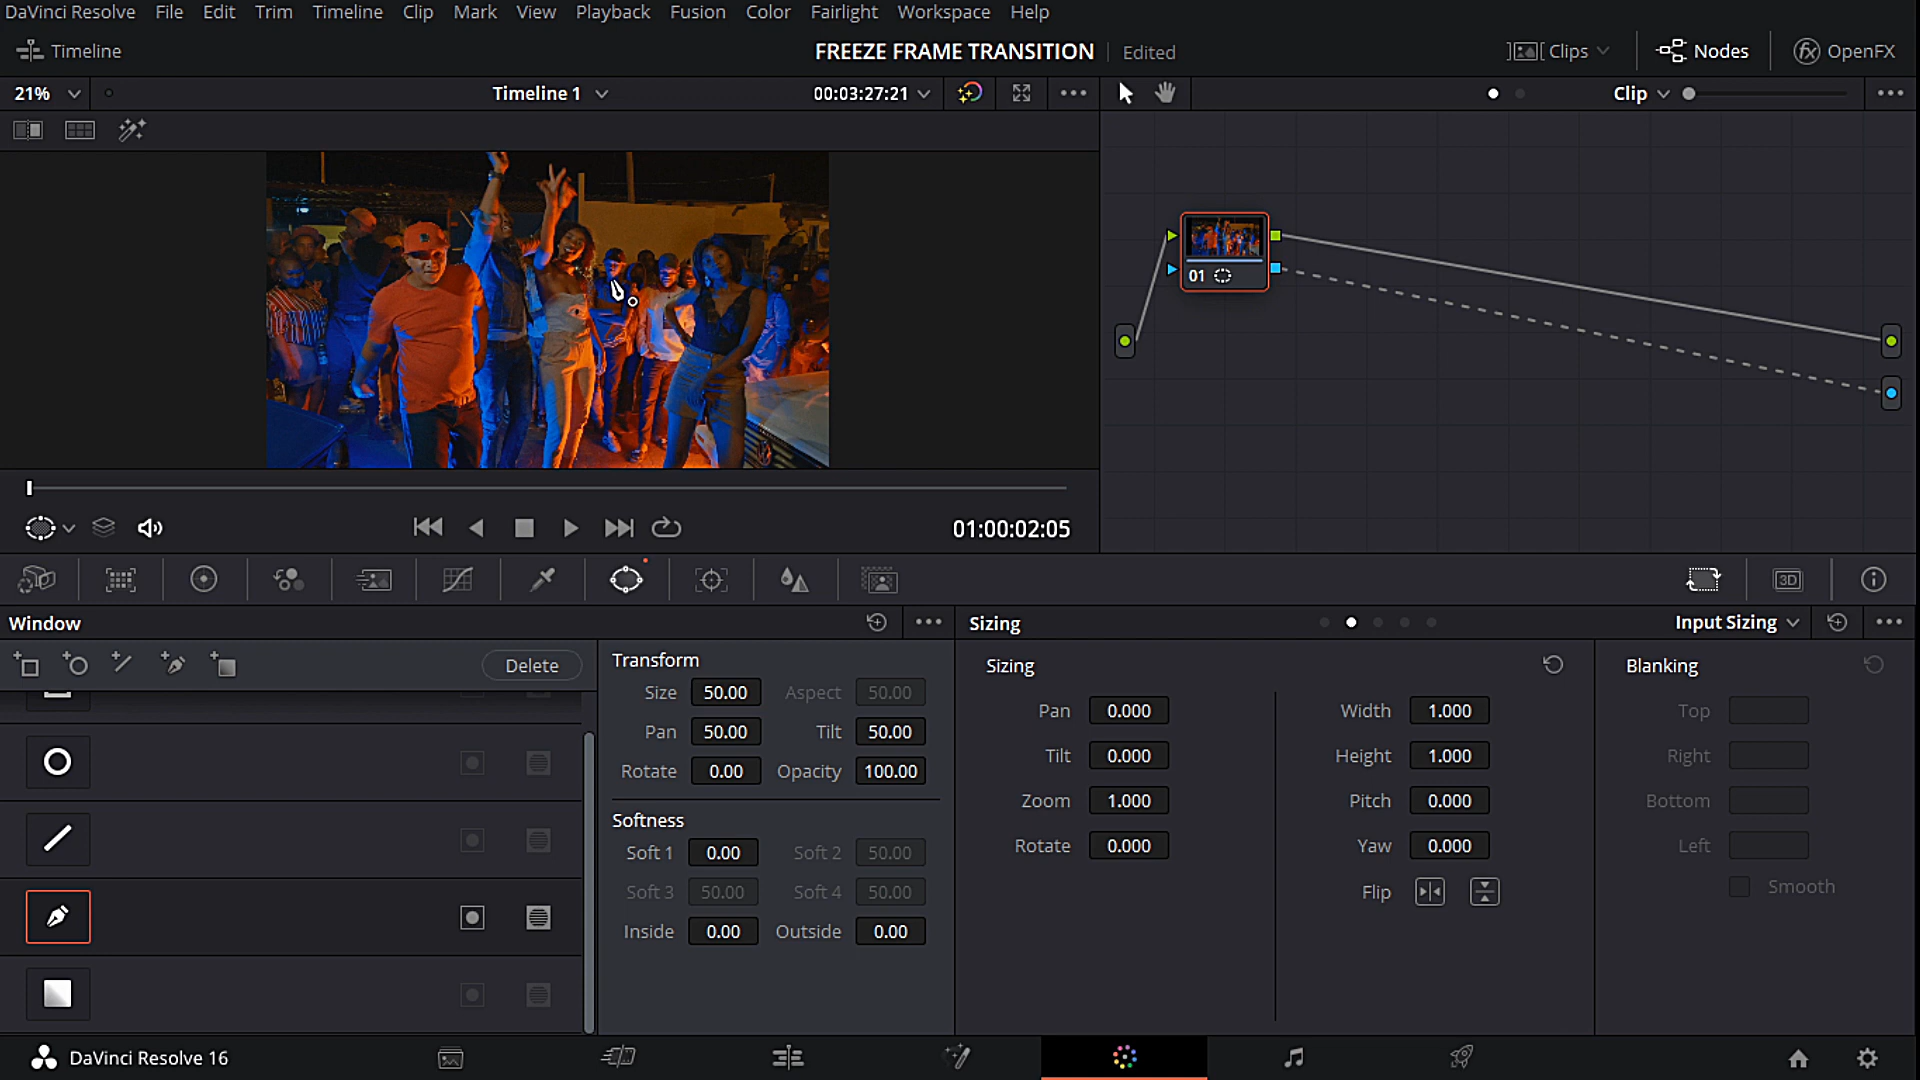 DaVinci Resolve File Edit Trim Timeline Clip Mark View Playback Fusion Color Fairlight Workspace Help
Timeline FREEZE FRAME TRANSITION Edited Clips Nodes fx OpenFX
21% Timeline 1 00:03:27:21 Clip
01
01:00:02:05
3D
Window Sizing Input Sizing
Delete
Transform
Size 50.00 Aspect 50.00
Pan 50.00 Tilt 50.00
Rotate 0.00 Opacity 100.00
Softness
Soft 1 0.00 Soft 2 50.00
Soft 3 50.00 Soft 4 50.00
Inside 0.00 Outside 0.00
Sizing
Pan 0.000 Width 1.000
Tilt 0.000 Height 1.000
Zoom 1.000 Pitch 0.000
Rotate 0.000 Yaw 0.000
Flip
Blanking
Top
Right
Bottom
Left
Smooth
DaVinci Resolve 16